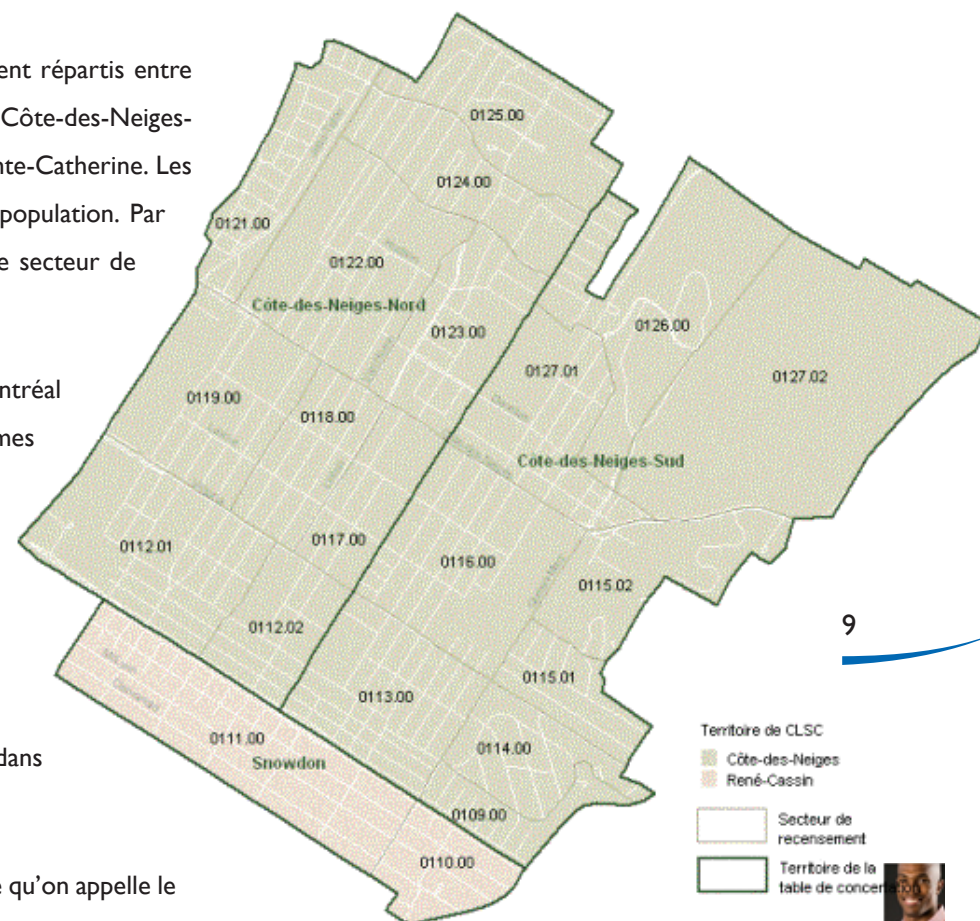 ent répartis entre
Côte-des-Neiges-
nte-Catherine. Les
population. Par
e secteur de
ontréal
mes
dans
e qu’on appelle le
0125.00
0124.00
0121.00
0122.00
Côte-des-Neiges-Nord
0123.00
0126.00
0127.01
0127.02
0119.00
0118.00
Côte-des-Neiges-Sud
0117.00
0116.00
0112.01
0115.02
0112.02
0115.01
0113.00
0111.00
Snowdon
0114.00
0109.00
0110.00
9
Territoire de CLSC
Côte-des-Neiges
René-Cassin
Secteur de
recensement
Territoire de la
table de concertation